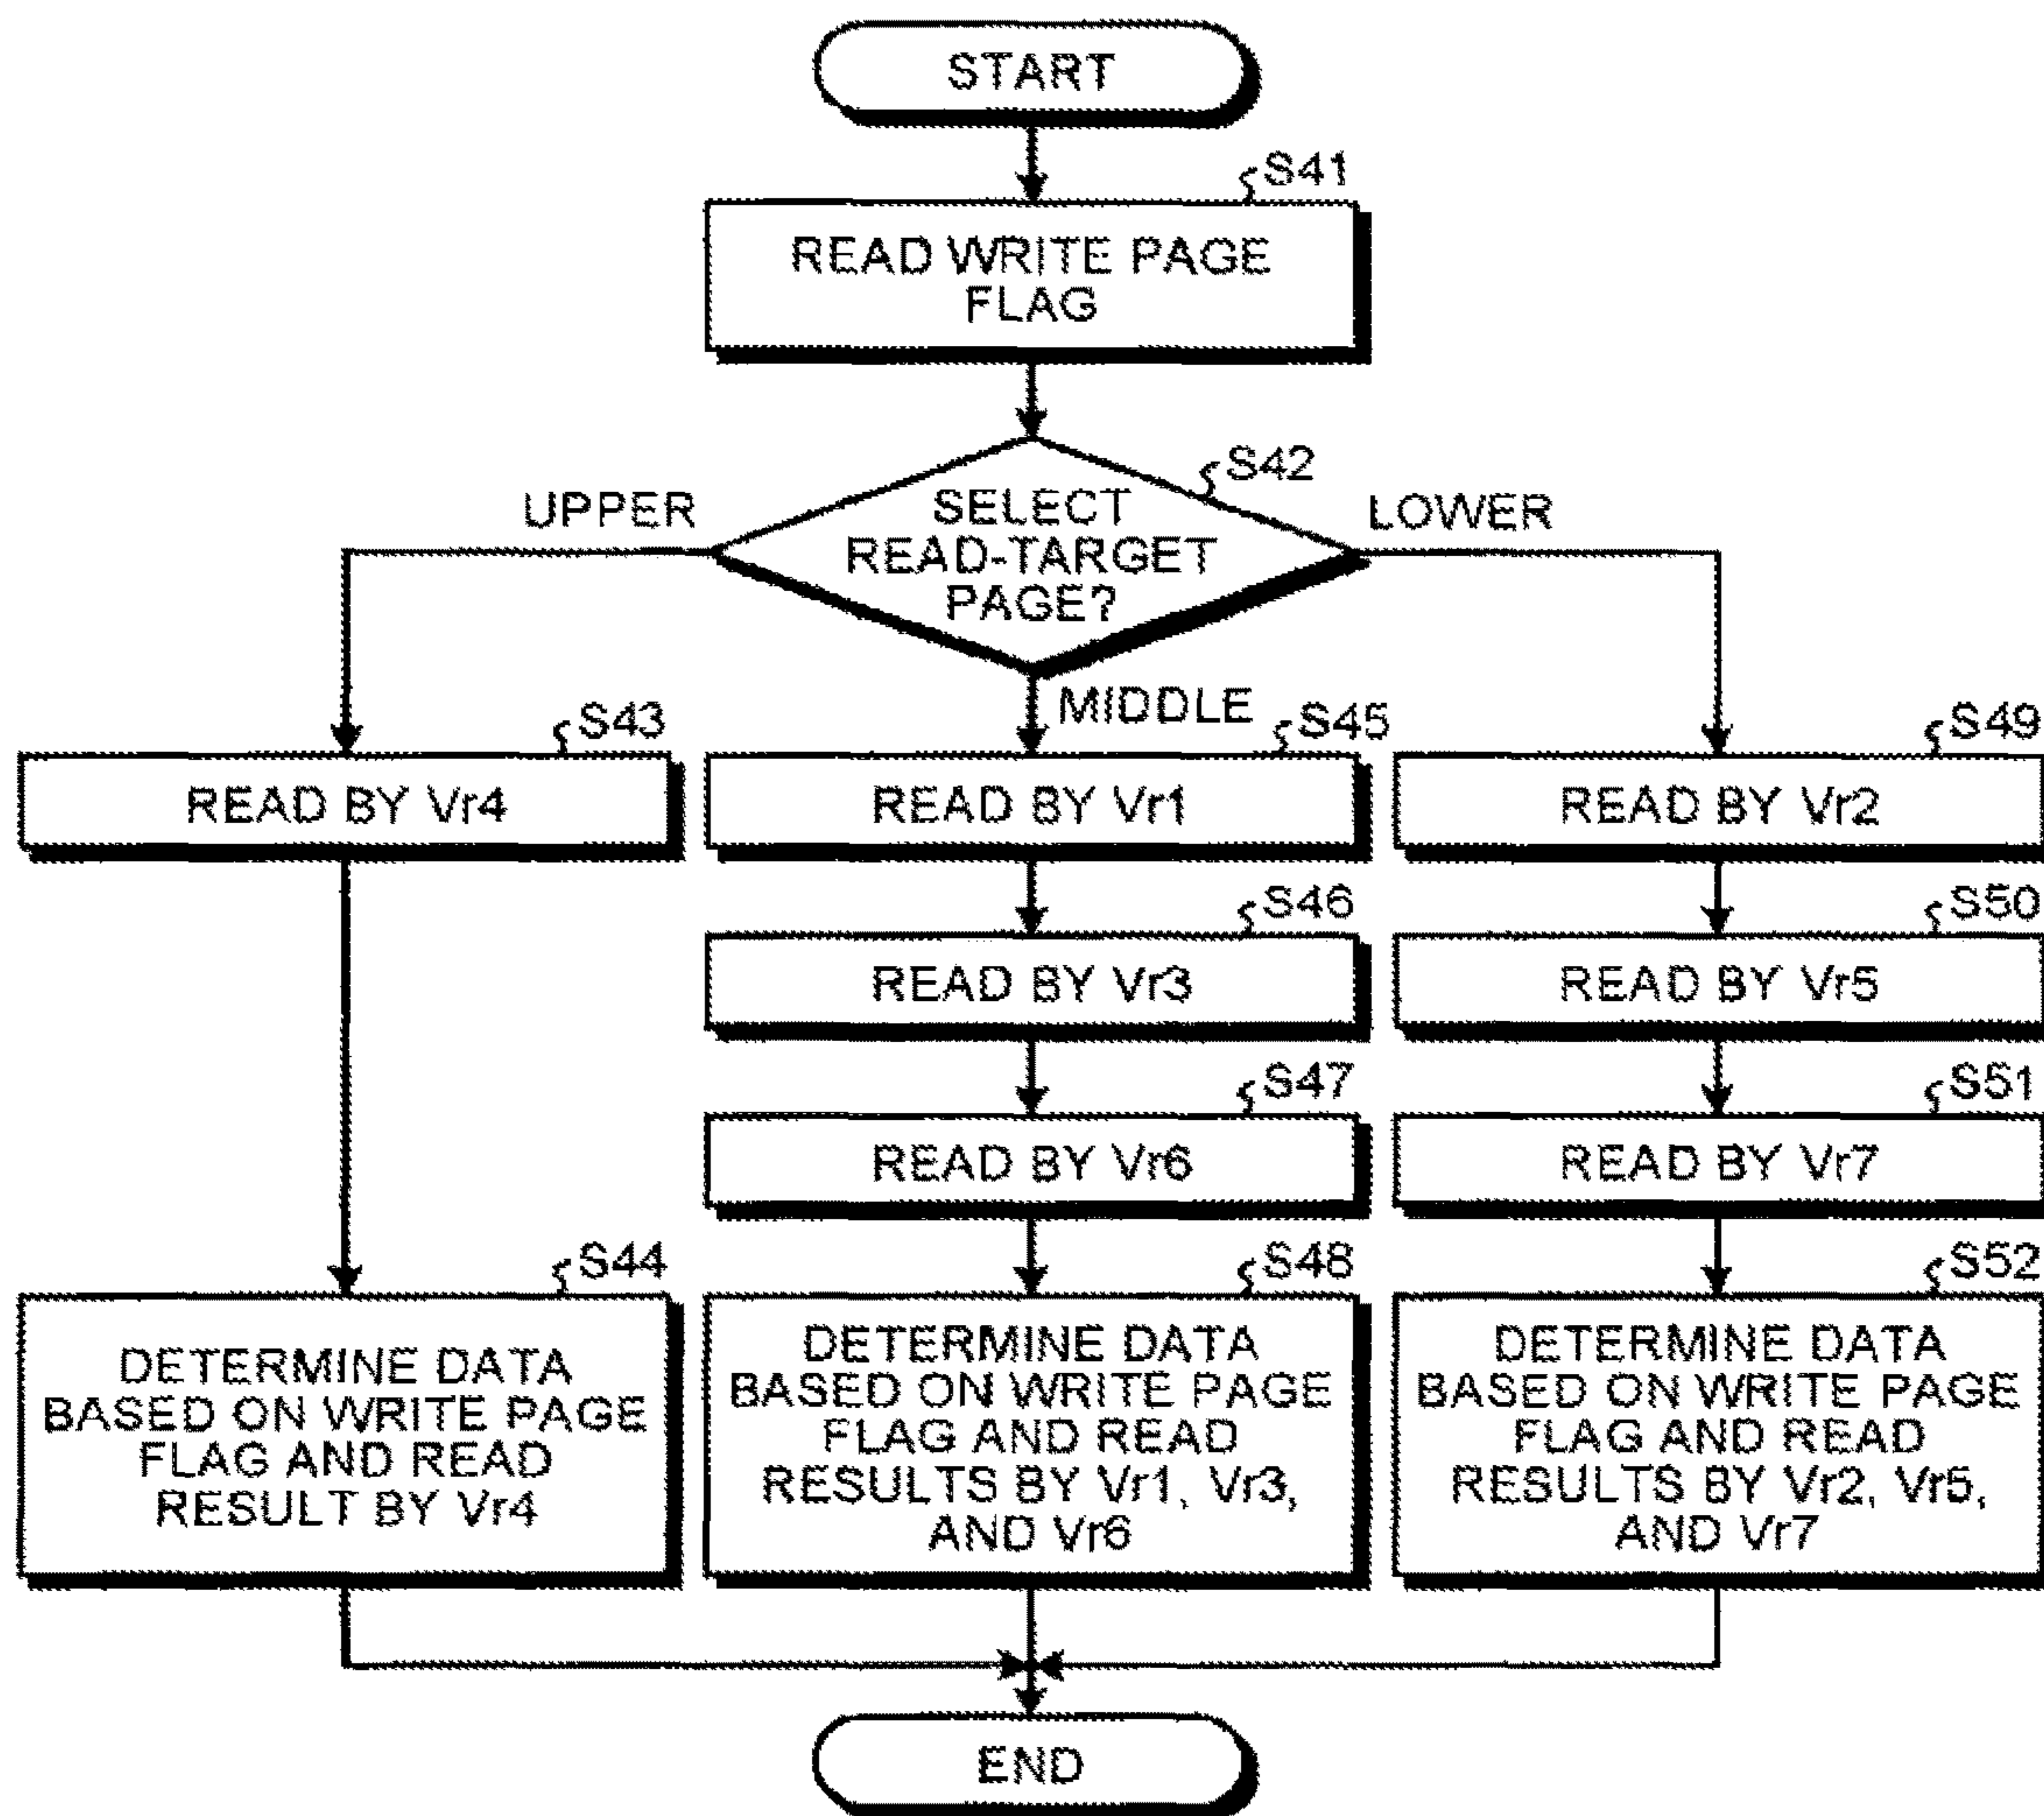 START
S41
READ WRITE PAGE
FLAG
S42
SELECT
READ-TARGET
PAGE?
UPPER
LOWER
MIDDLE
S43
READ BY Vr4
S45
READ BY Vr1
S49
READ BY Vr2
S46
READ BY Vr3
S50
READ BY Vr5
S47
READ BY Vr6
S51
READ BY Vr7
S44
DETERMINE DATA
BASED ON WRITE PAGE
FLAG AND READ
RESULT BY Vr4
S48
DETERMINE DATA
BASED ON WRITE PAGE
FLAG AND READ
RESULTS BY Vr1, Vr3,
AND Vr6
S52
DETERMINE DATA
BASED ON WRITE PAGE
FLAG AND READ
RESULTS BY Vr2, Vr5,
AND Vr7
END